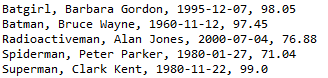 Batgirl, Barbara Gordon, 1995-12-07, 98.05
Batman, Bruce Wayne, 1960-11-12, 97.45
Radioactiveman, Alan Jones, 2000-07-04, 76.88
Spiderman, Peter Parker, 1980-01-27, 71.04
Superman, Clark Kent, 1980-11-22, 99.0